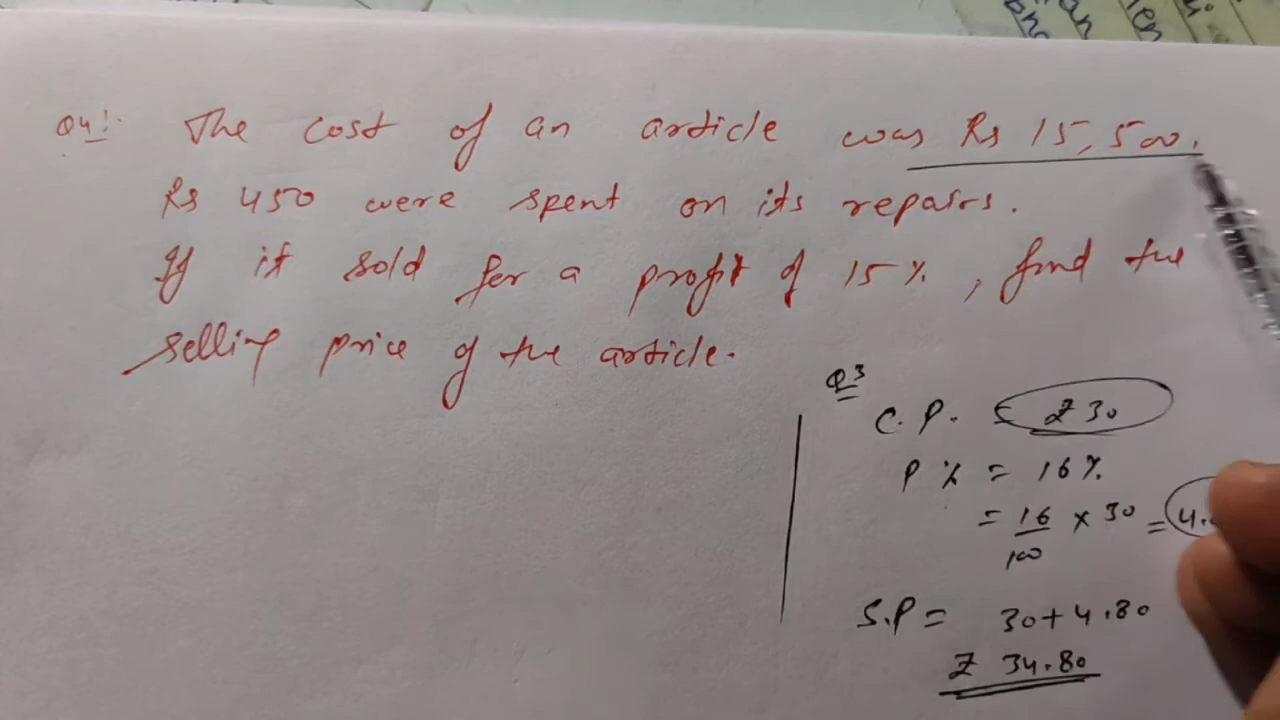 Q4:- The cost of an article was Rs 15,500.
Rs 450 were spent on its repairs.
If it sold for a profit of 15%, find the
selling price of the article.
Q3
C.P. = ₹ 30
P% = 16%
= 16/100 × 30 = 4.
S.P = 30+4.80
₹ 34.80